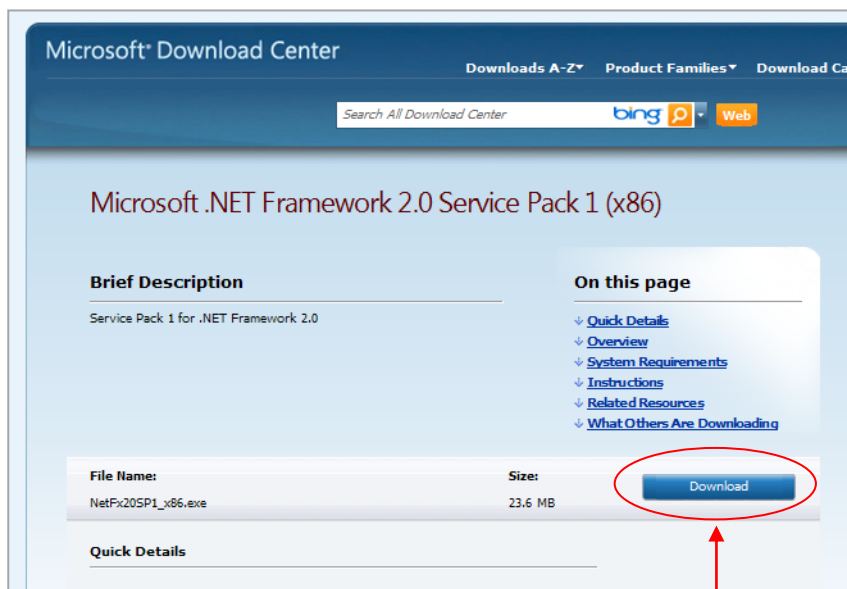 Microsoft® Download Center
Downloads A-Z Product Families Download Ca
Search All Download Center bing Web
Microsoft .NET Framework 2.0 Service Pack 1 (x86)
Brief Description
Service Pack 1 for .NET Framework 2.0
On this page
Quick Details
Overview
System Requirements
Instructions
Related Resources
What Others Are Downloading
File Name: Size:
NetFx20SP1_x86.exe 23.6 MB Download
Quick Details